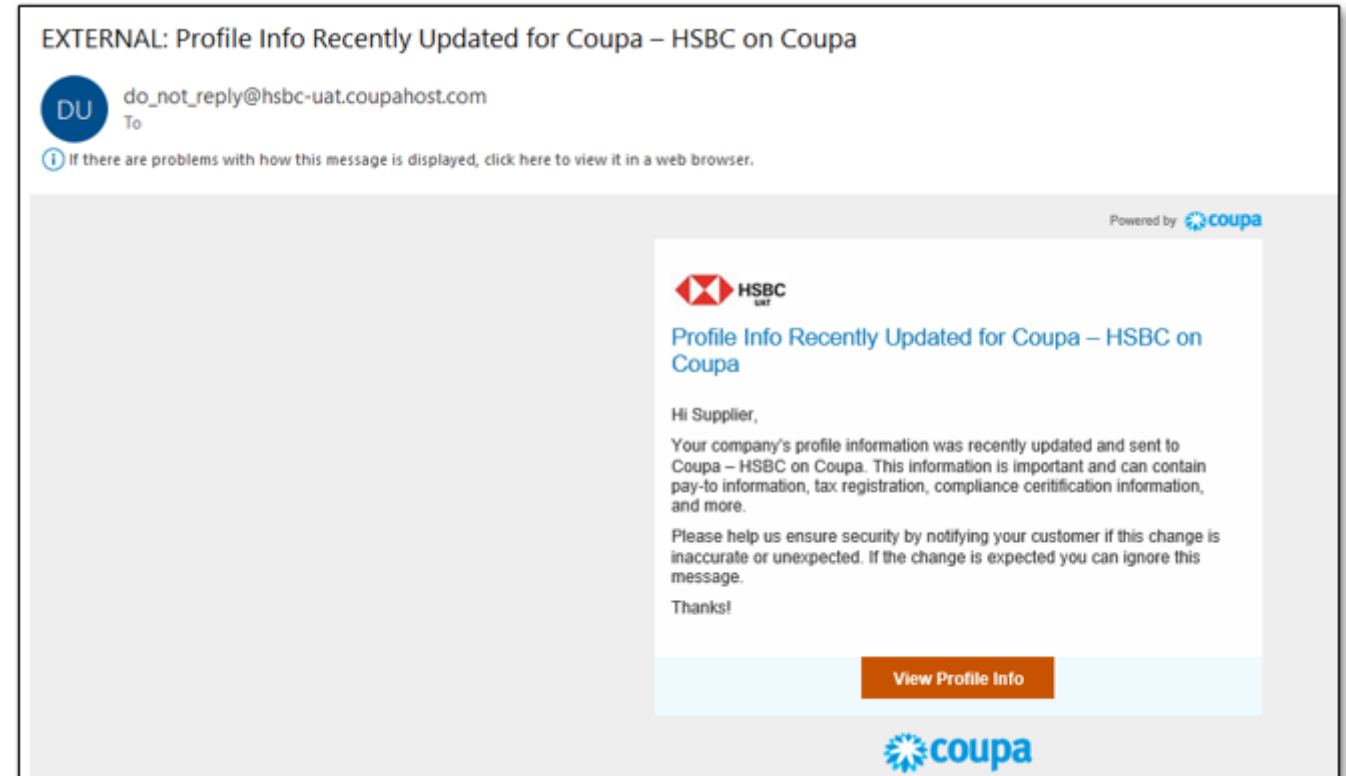 EXTERNAL: Profile Info Recently Updated for Coupa – HSBC on Coupa
DU
do_not_reply@hsbc-uat.coupahost.com
To
If there are problems with how this message is displayed, click here to view it in a web browser.
Powered by coupa
HSBC
UAT
Profile Info Recently Updated for Coupa – HSBC on
Coupa
Hi Supplier,
Your company's profile information was recently updated and sent to
Coupa – HSBC on Coupa. This information is important and can contain
pay-to information, tax registration, compliance ceritification information,
and more.
Please help us ensure security by notifying your customer if this change is
inaccurate or unexpected. If the change is expected you can ignore this
message.
Thanks!
View Profile Info
coupa